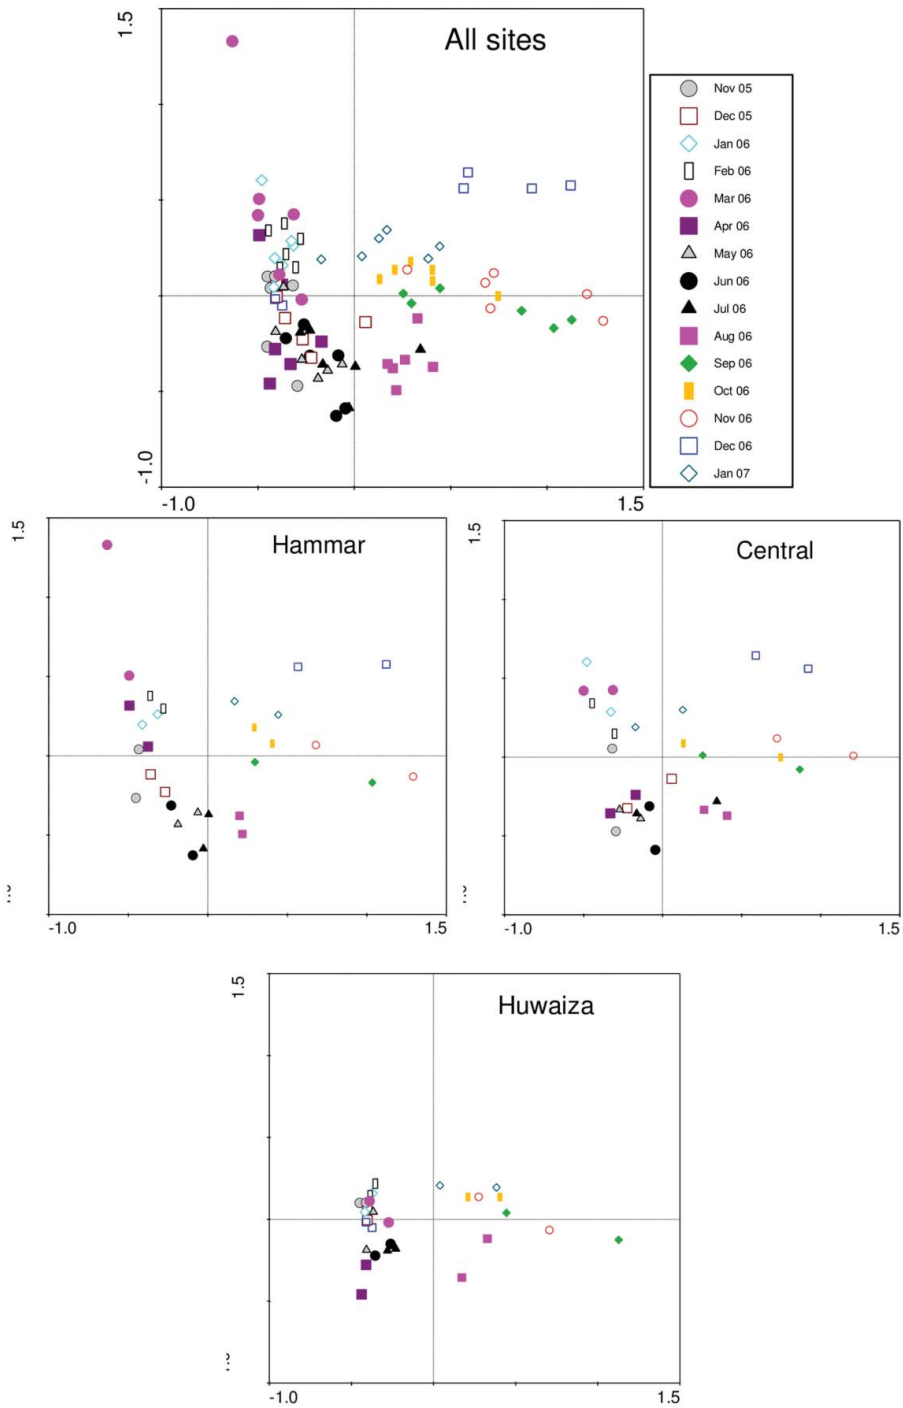 1.5
All sites
Nov 05
Dec 05
Jan 06
Feb 06
Mar 06
Apr 06
May 06
Jun 06
Jul 06
Aug 06
Sep 06
Oct 06
Nov 06
Dec 06
Jan 07
-1.0
-1.0
1.5
1.5
Hammar
-1.0
1.5
1.5
Central
-1.0
1.5
1.5
Huwaiza
-1.0
1.5